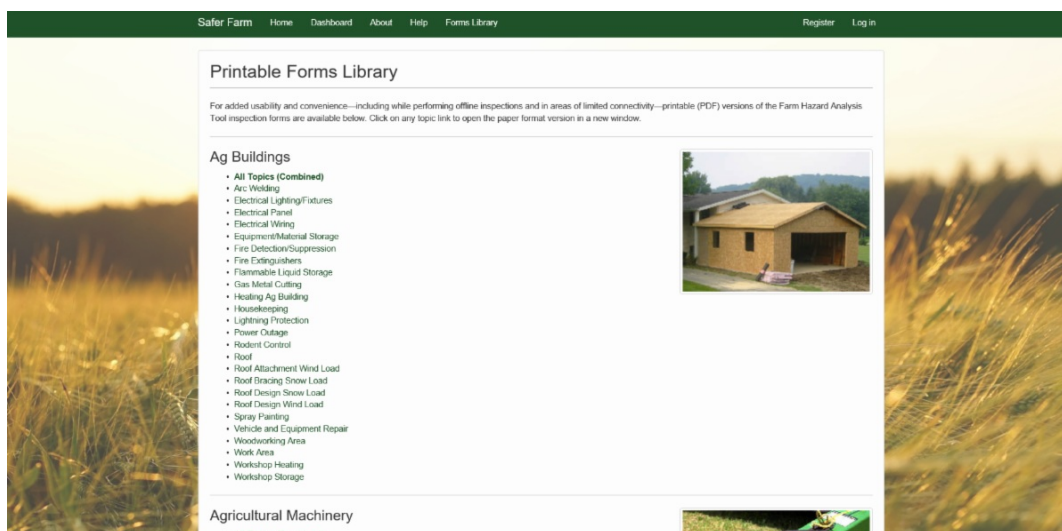 Safer Farm Home Dashboard About Help Forms Library Register Log in
Printable Forms Library
For added usability and convenience—including while performing offline inspections and in areas of limited connectivity—printable (PDF) versions of the Farm Hazard Analysis
Tool inspection forms are available below. Click on any topic link to open the paper format version in a new window.
Ag Buildings
• All Topics (Combined)
• Arc Welding
• Electrical Lighting/Fixtures
• Electrical Panel
• Electrical Wiring
• Equipment/Material Storage
• Fire Detection/Suppression
• Fire Extinguishers
• Flammable Liquid Storage
• Gas Metal Cutting
• Heating Ag Building
• Housekeeping
• Lightning Protection
• Power Outage
• Rodent Control
• Roof
• Roof Attachment Wind Load
• Roof Bracing Snow Load
• Roof Design Snow Load
• Roof Design Wind Load
• Spray Painting
• Vehicle and Equipment Repair
• Woodworking Area
• Work Area
• Workshop Heating
• Workshop Storage
Agricultural Machinery